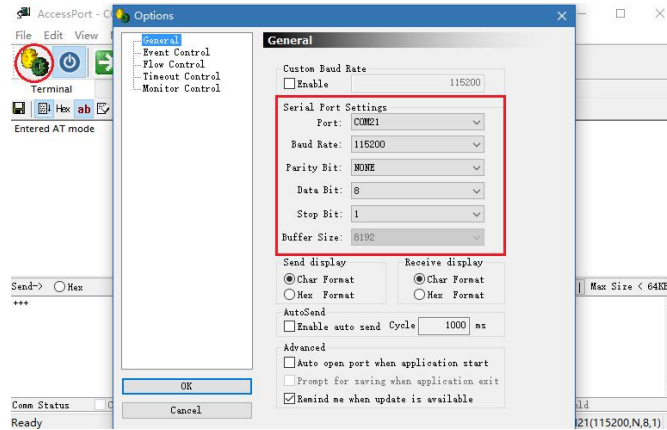 AccessPort - C
Options
File Edit View
Terminal
Hex ab
Entered AT mode
General
Event Control
Flow Control
Timeout Control
Monitor Control
General
Custom Baud Rate
Enable 115200
Serial Port Settings
Port: COM21
Baud Rate: 115200
Parity Bit: NONE
Data Bit: 8
Stop Bit: 1
Buffer Size: 8192
Send display Receive display
Char Format Char Format
Hex Format Hex Format
AutoSend
Enable auto send Cycle 1000 ms
Advanced
Auto open port when application start
Prompt for saving when application exit
Remind me when update is available
OK
Cancel
Send-> Hex
Max Size < 64KB
+++
Comm Status
Ready
21(115200,N,8,1)